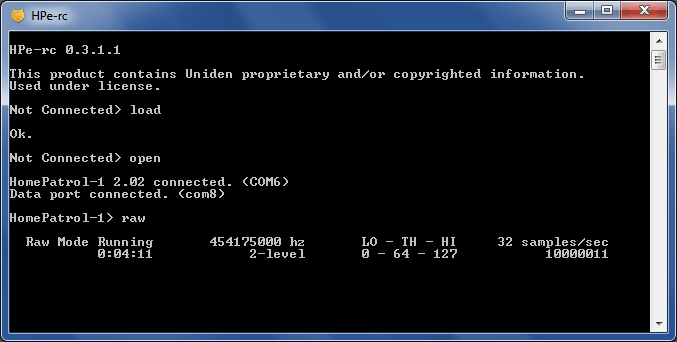 HPe-rc
HPe-rc 0.3.1.1
This product contains Uniden proprietary and/or copyrighted information.
Used under license.
Not Connected> load
Ok.
Not Connected> open
HomePatrol-1 2.02 connected. (COM6)
Data port connected. (com8)
HomePatrol-1> raw
Raw Mode Running 454175000 hz LO - TH - HI 32 samples/sec
0:04:11 2-level 0 - 64 - 127 10000011